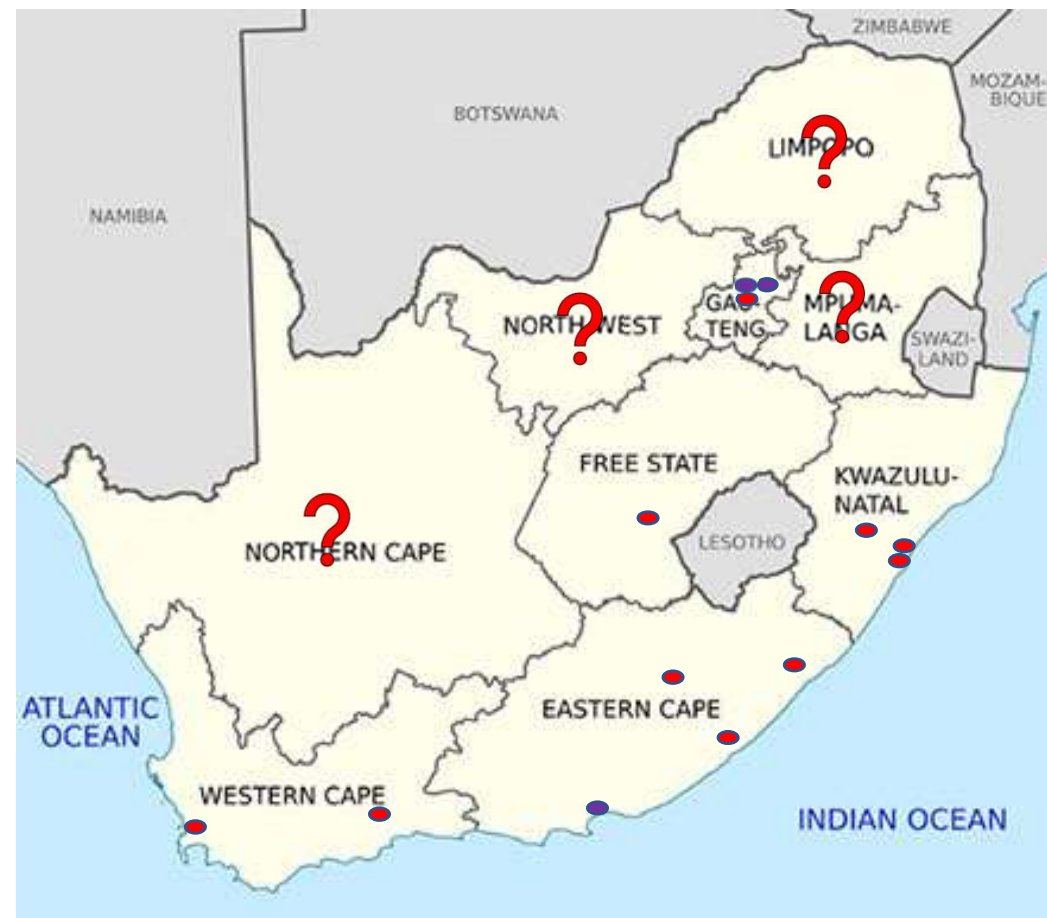 ZIMBABWE
MOZAM-
BIQUE
BOTSWANA
?
LIMPOPO
NAMIBIA
?
?
GAU-
TENG
MPUMA-
LANGA
NORTH WEST
SWAZI-
LAND
FREE STATE
KWAZULU-
NATAL
?
NORTHERN CAPE
LESOTHO
ATLANTIC
OCEAN
EASTERN CAPE
WESTERN CAPE
INDIAN OCEAN